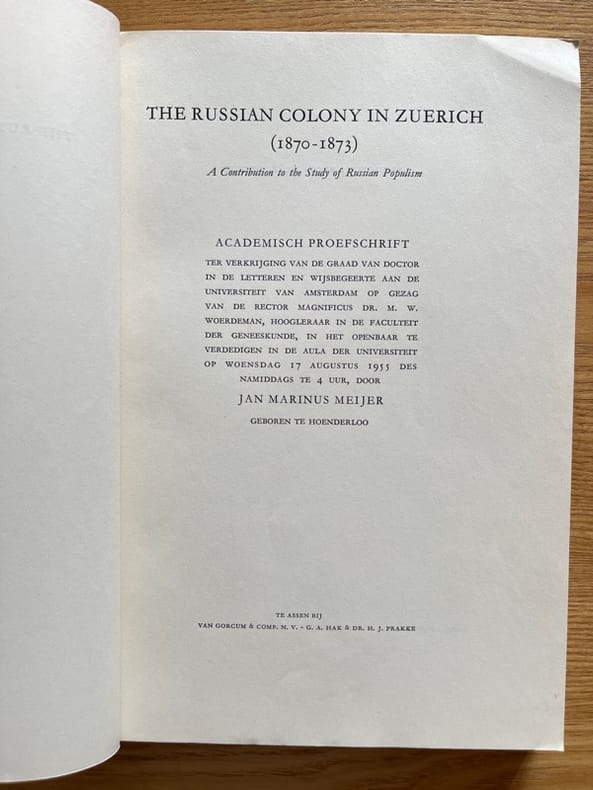 THE RUSSIAN COLONY IN ZUERICH
(1870-1873)
A Contribution to the Study of Russian Populism
ACADEMISCH PROEFSCHRIFT
TER VERKRIJGING VAN DE GRAAD VAN DOCTOR
IN DE LETTEREN EN WIJSBEGEERTE AAN DE
UNIVERSITEIT VAN AMSTERDAM OP GEZAG
VAN DE RECTOR MAGNIFICUS DR. M. W.
WOERDEMAN, HOOGLERAAR IN DE FACULTEIT
DER GENEESKUNDE, IN HET OPENBAAR TE
VERDEDIGEN IN DE AULA DER UNIVERSITEIT
OP WOENSDAG 17 AUGUSTUS 1955 DES
NAMIDDAGS TE 4 UUR, DOOR
JAN MARINUS MEIJER
GEBOREN TE HOENDERLOO
TE ASSEN BIJ
VAN GORCUM & COMP. N. V. - G. A. HAK & DR. H. J. PRAKKE